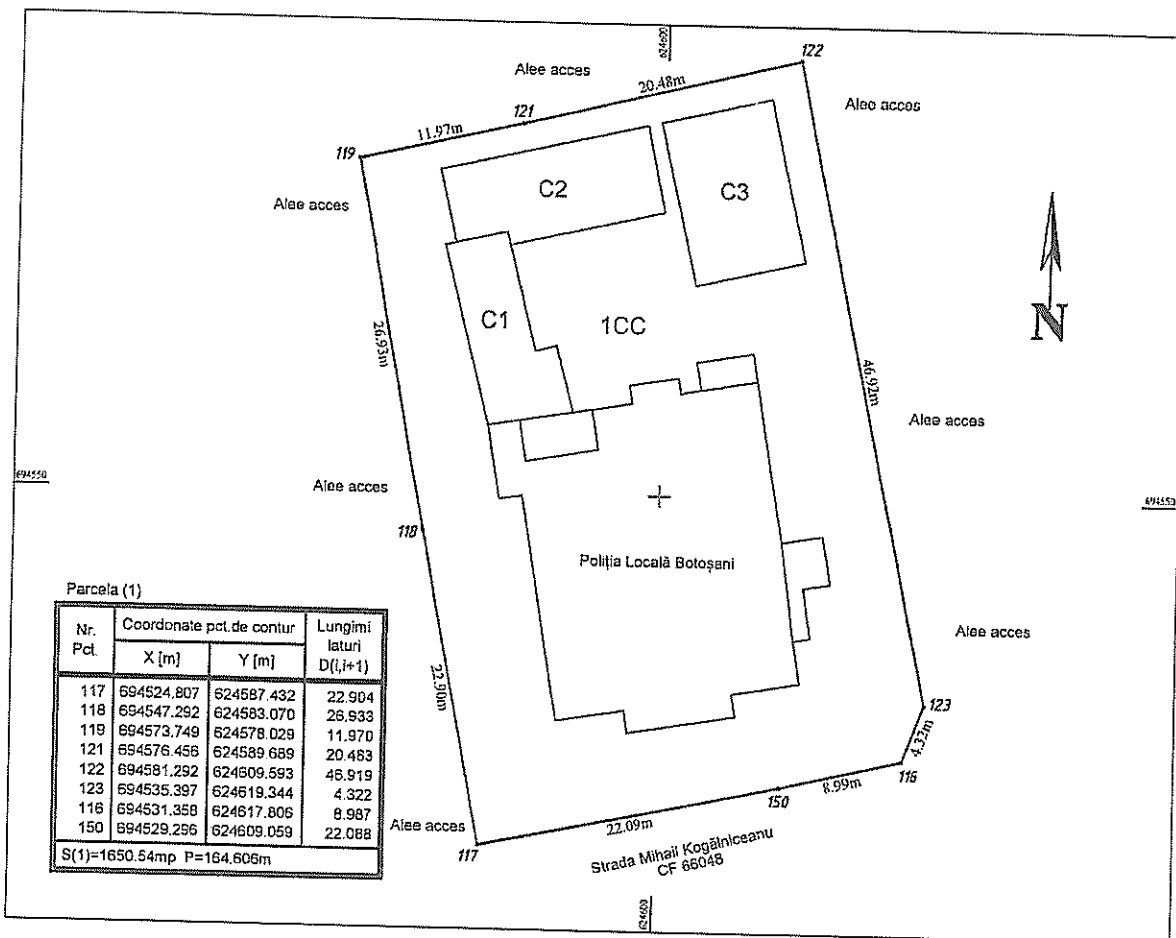 624600
122
Alee acces
20.48m
Alee acces
121
11.97m
119
Alee acces
C2
C3
N
C1
1CC
26.93m
46.92m
Alee acces
694550
Alee acces
694550
118
Poliția Locală Botoșani
Alee acces
22.90m
123
4.32m
116
8.99m
150
22.09m
Alee acces
117
Strada Mihail Kogălniceanu
CF 66048
624600
Parcela (1)
Nr. Pct. Coordonate pct.de contur Lungimi laturi D(i,i+1)
X [m] Y [m]
117 694524.807 624587.432 22.904
118 694547.292 624583.070 26.933
119 694573.749 624578.029 11.970
121 694576.456 624589.689 20.483
122 694581.292 624609.593 46.919
123 694535.397 624619.344 4.322
116 694531.358 624617.806 8.987
150 694529.296 624609.059 22.088
S(1)=1650.54mp P=164.606m